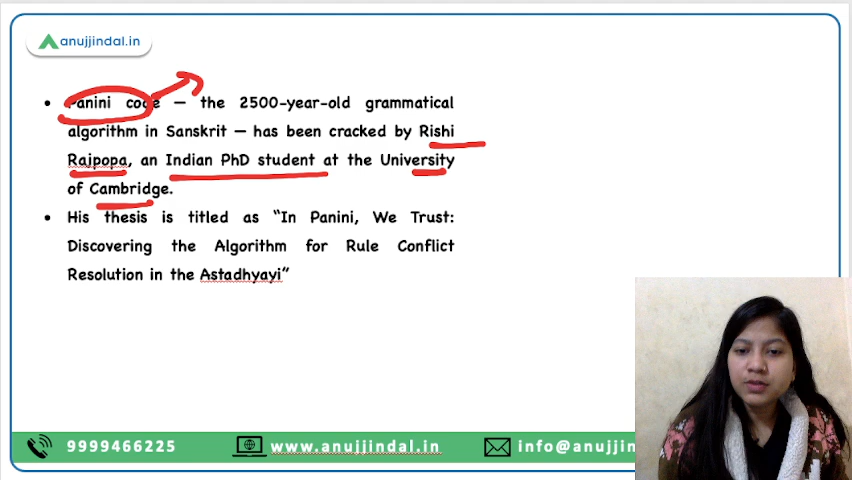 anujjindal.in
• Panini code – the 2500-year-old grammatical
algorithm in Sanskrit – has been cracked by Rishi
Rajpopa, an Indian PhD student at the University
of Cambridge.
• His thesis is titled as "In Panini, We Trust:
Discovering the Algorithm for Rule Conflict
Resolution in the Astadhyayi"
9999466225 www.anujjindal.in info@anujjin